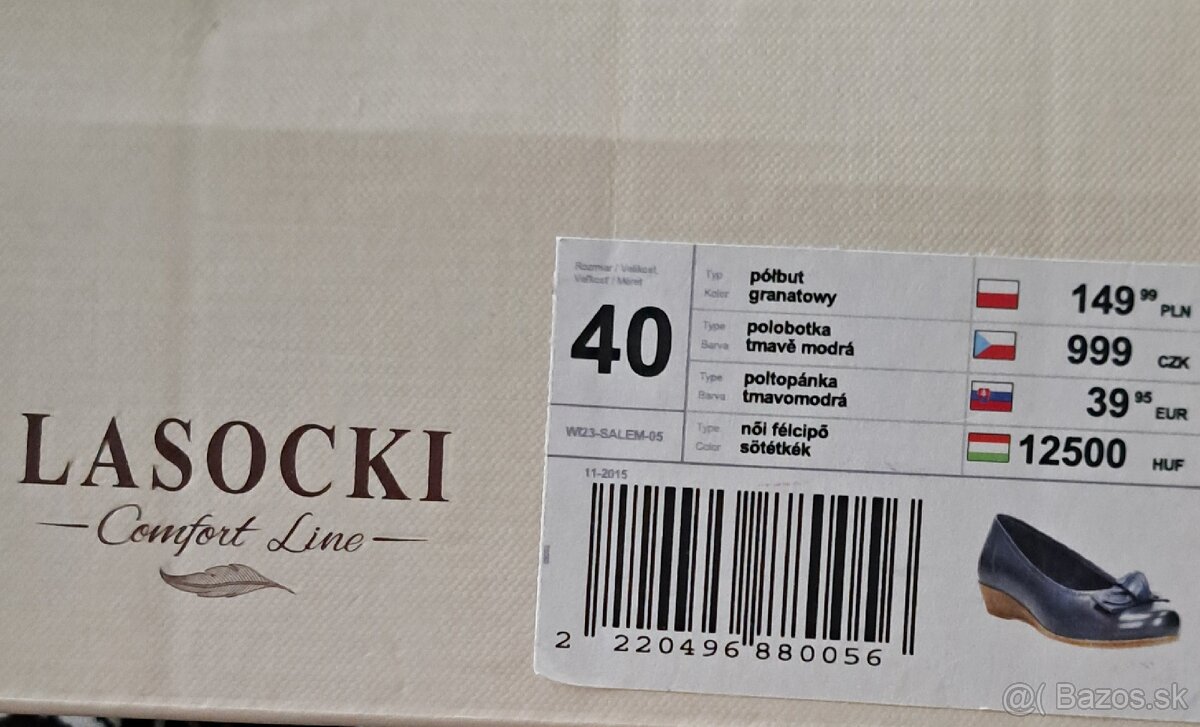 LASOCKI
Comfort Line
Rozmiar / Velikost,
Veľkosť / Méret
40
WI23-SALEM-05
Typ półbut
Kolor granatowy
149 99 PLN
Type polobotka
Barva tmavě modrá
999 CZK
Type poltopánka
Barva tmavomodrá
39 95 EUR
Type női félcipő
Color sötétkék
12500 HUF
11-2015
2 220496 880056
@( Bazos.sk